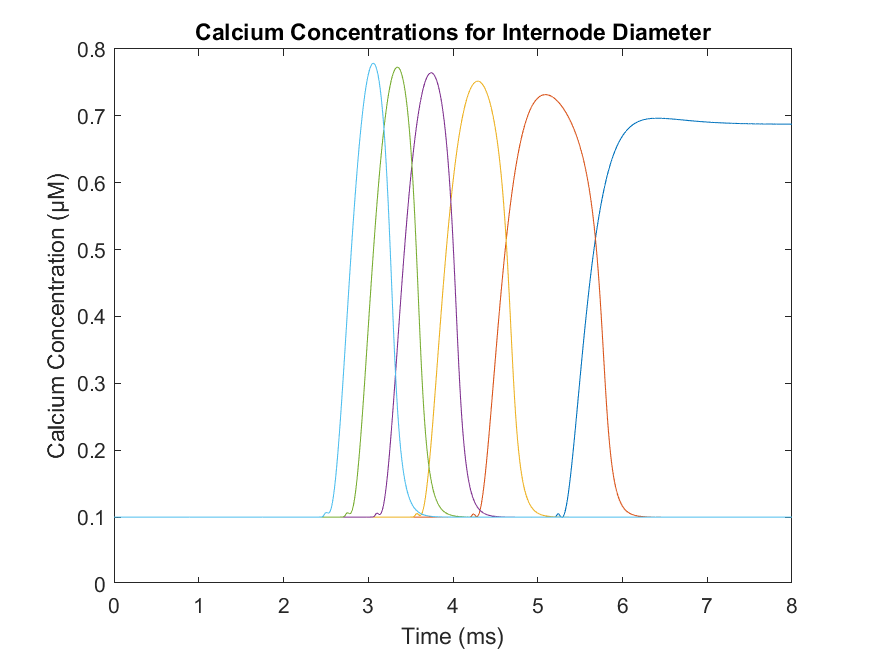 Calcium Concentrations for Internode Diameter
0.8
0.7
0.6
0.5
0.4
0.3
0.2
0.1
0
Calcium Concentration (μM)
0 1 2 3 4 5 6 7 8
Time (ms)